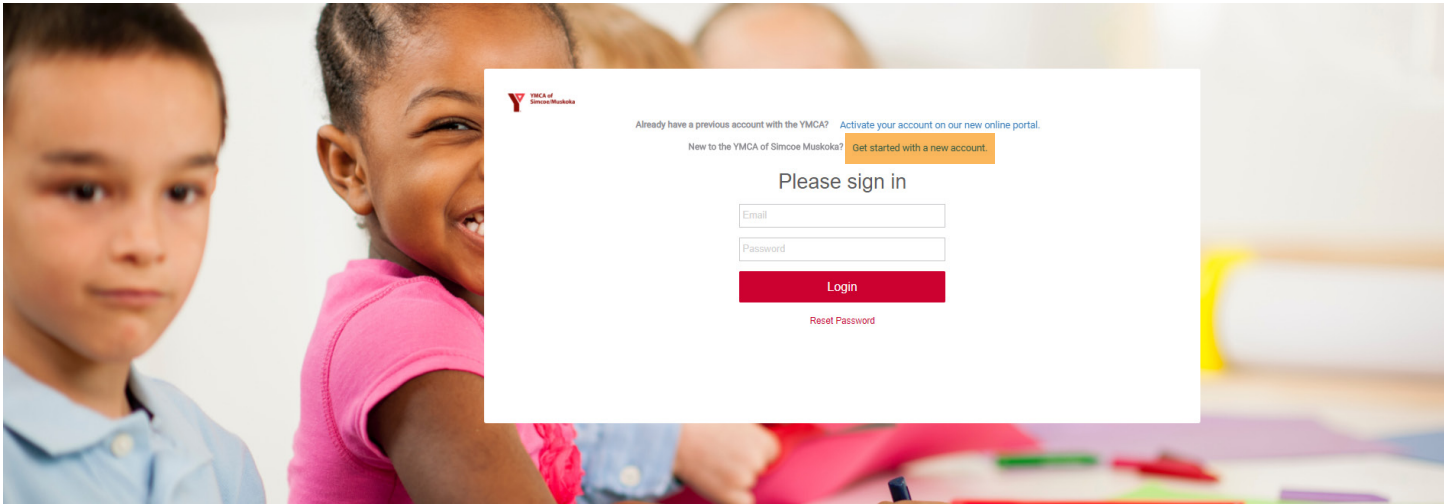 YMCA of
Simcoe/Muskoka
Already have a previous account with the YMCA? Activate your account on our new online portal.
New to the YMCA of Simcoe Muskoka? Get started with a new account.
Please sign in
Email
Password
Login
Reset Password